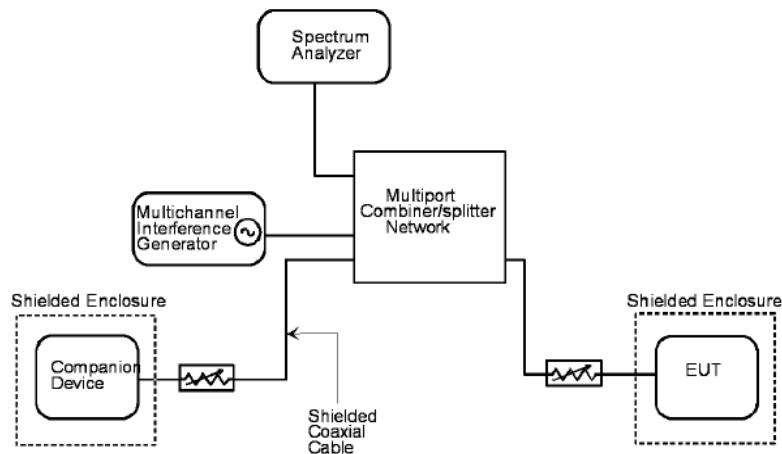 Spectrum
Analyzer
Multiport
Combiner/splitter
Network
Multichannel
Interference
Generator
Shielded Enclosure
Companion
Device
Shielded
Coaxial
Cable
Shielded Enclosure
EUT